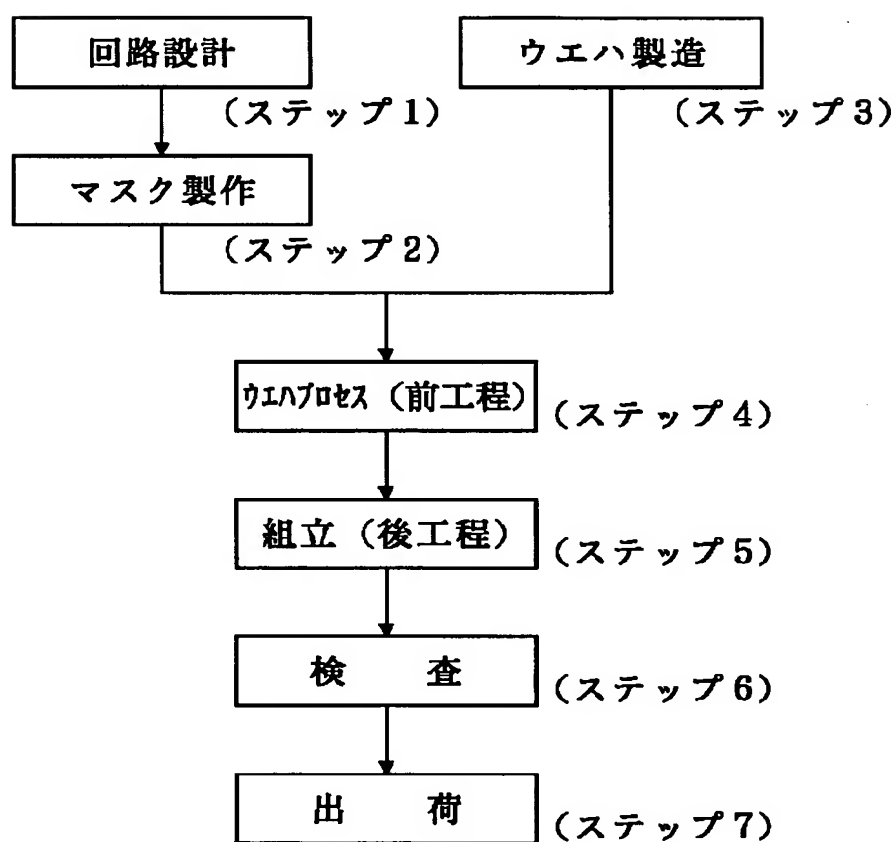 回路設計
ウエハ製造
(ステップ1)
(ステップ3)
マスク製作
(ステップ2)
ウエハプロセス(前工程)
(ステップ4)
組立(後工程)
(ステップ5)
検 査
(ステップ6)
出 荷
(ステップ7)